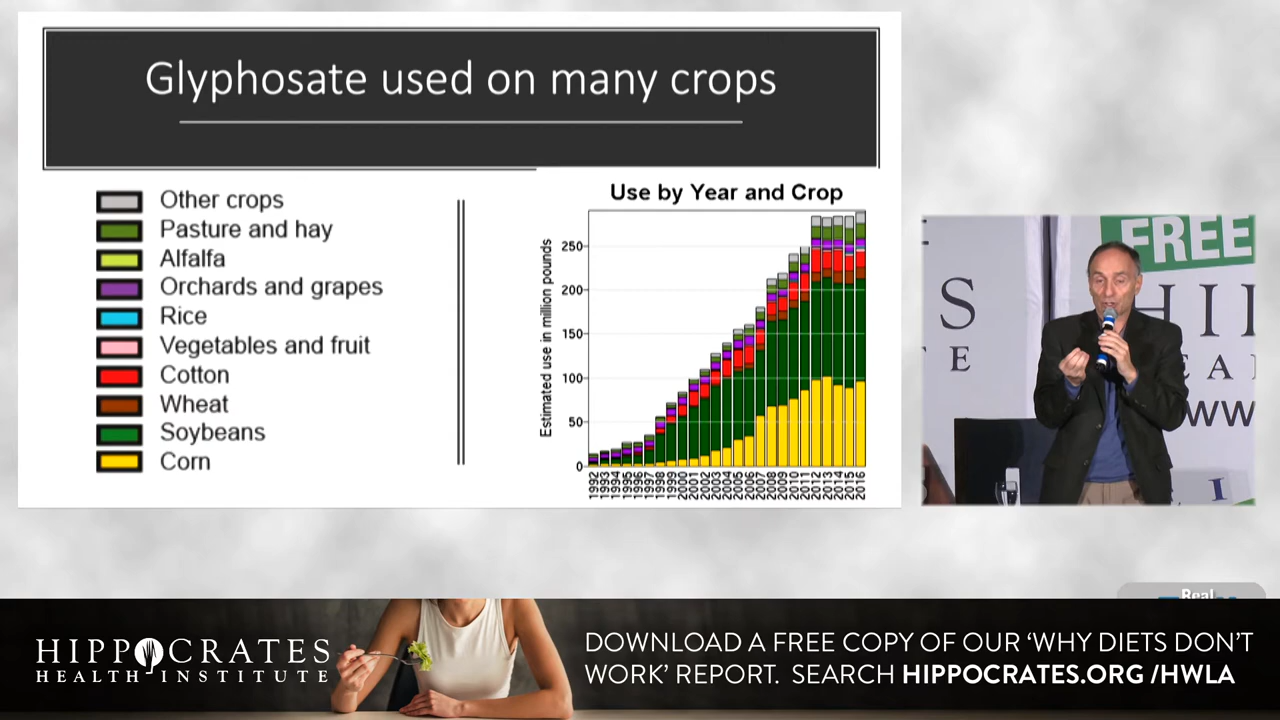 Glyphosate used on many crops
Other crops
Pasture and hay
Alfalfa
Orchards and grapes
Rice
Vegetables and fruit
Cotton
Wheat
Soybeans
Corn
Use by Year and Crop
Estimated use in million pounds
250
200
150
100
50
0
1992
1993
1994
1995
1996
1997
1998
1999
2000
2001
2002
2003
2004
2005
2006
2007
2008
2009
2010
2011
2012
2013
2014
2015
2016
FREE
S
HI
E
EA
WW
I
Real
HIPPOCRATES
HEALTH INSTITUTE
DOWNLOAD A FREE COPY OF OUR ‘WHY DIETS DON’T
WORK’ REPORT. SEARCH HIPPOCRATES.ORG /HWLA